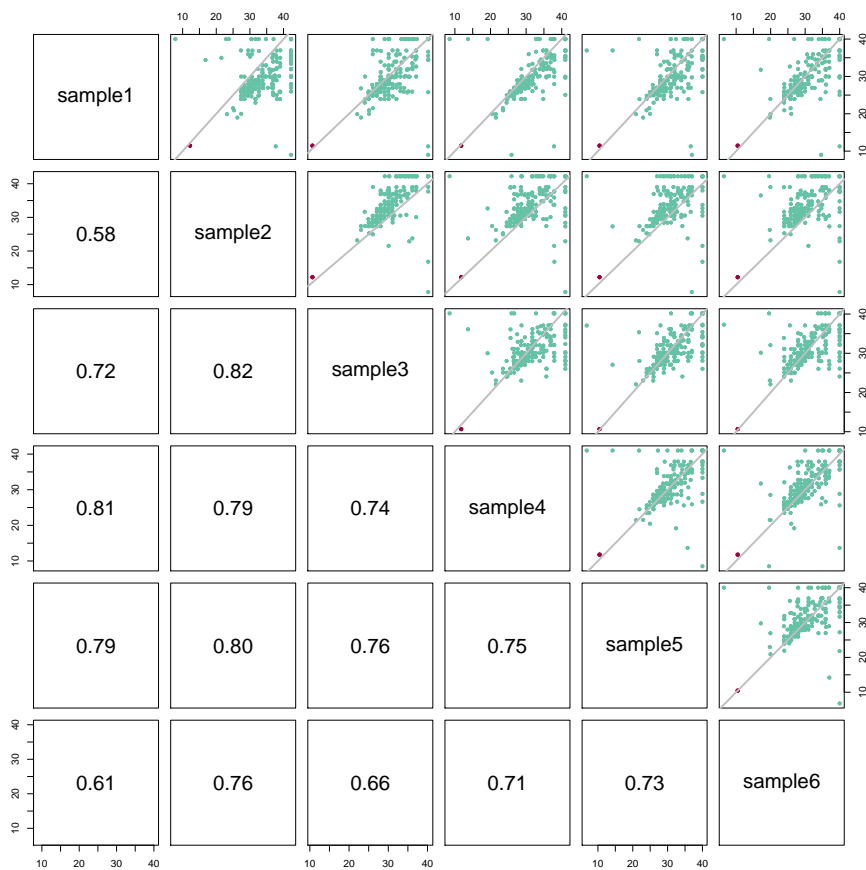 10 20 30 40 10 20 30 40 10 20 30 40
sample1 10 20 30 40
10 20 30 40 0.58 sample2
0.72 0.82 sample3 10 20 30 40
10 20 30 40 0.81 0.79 0.74 sample4
0.79 0.80 0.76 0.75 sample5 10 20 30 40
10 20 30 40 0.61 0.76 0.66 0.71 0.73 sample6
10 20 30 40 10 20 30 40 10 20 30 40